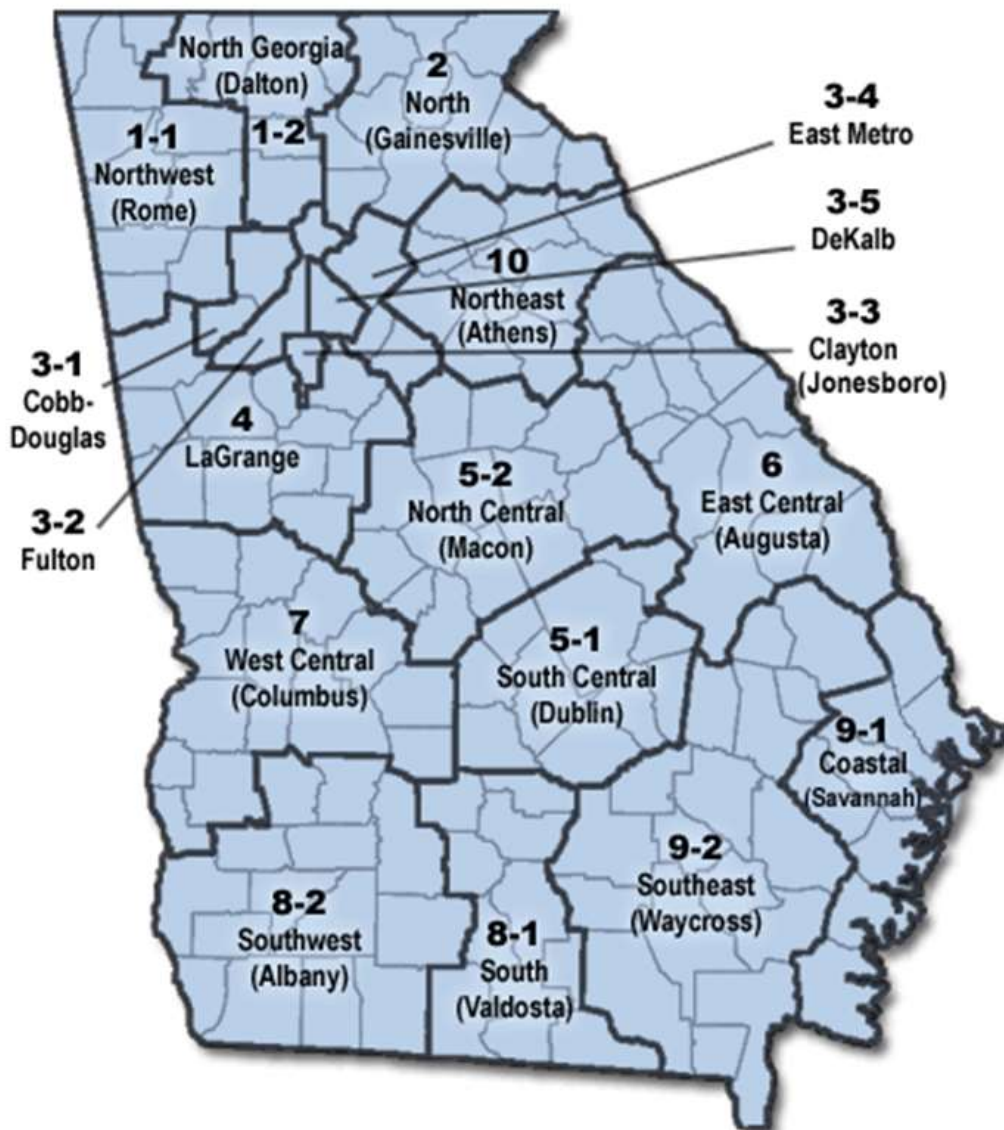 North Georgia
(Dalton)
1-2
2
North
(Gainesville)
1-1
Northwest
(Rome)
3-4
East Metro
3-5
DeKalb
10
Northeast
(Athens)
3-3
Clayton
(Jonesboro)
3-1
Cobb-
Douglas
4
LaGrange
3-2
Fulton
5-2
North Central
(Macon)
6
East Central
(Augusta)
7
West Central
(Columbus)
5-1
South Central
(Dublin)
9-1
Coastal
(Savannah)
9-2
Southeast
(Waycross)
8-2
Southwest
(Albany)
8-1
South
(Valdosta)